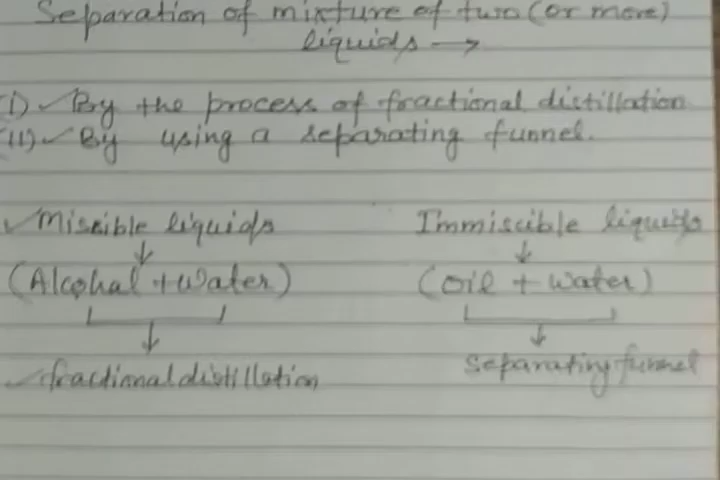 Separation of mixture of two (or more)
liquids →
(I) ✓ By the process of fractional distillation
(II) ✓ By using a separating funnel.
✓ Miscible liquids Immiscible liquids
↓ ↓
(Alcohal + Water) (Oil + Water)
↓ ↓
✓ fractional distillation separating funnel